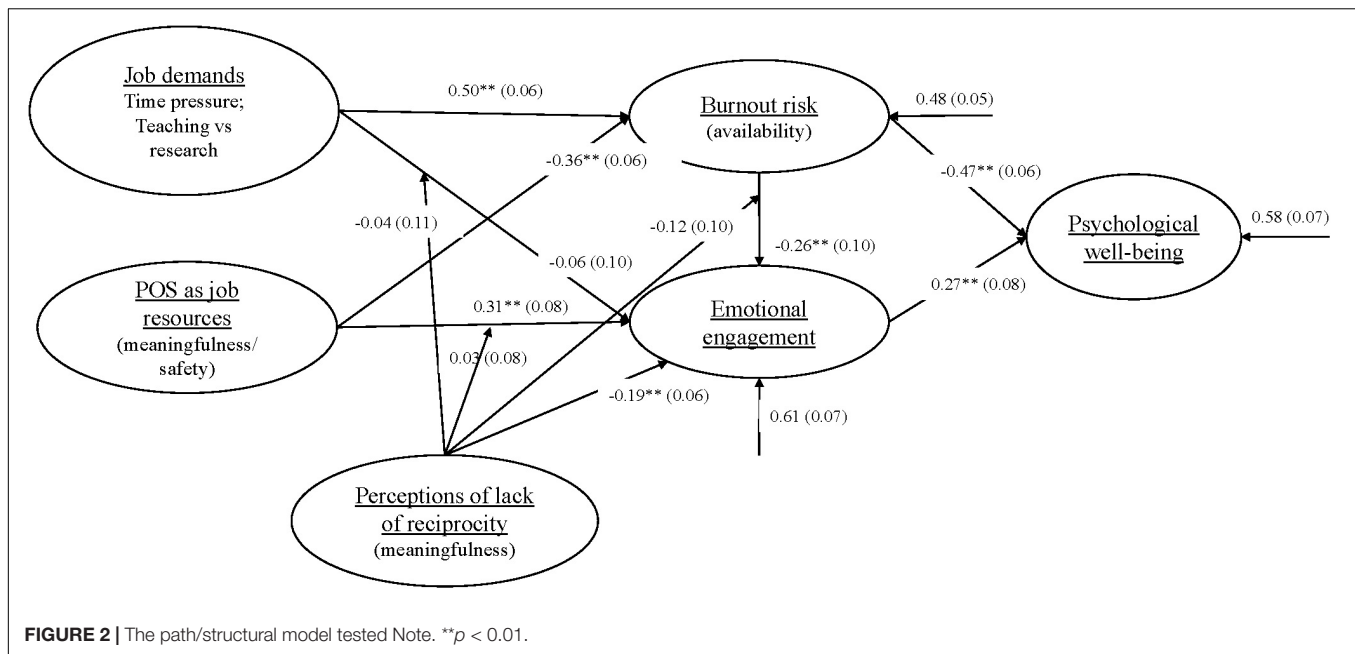 Job demands
Time pressure;
Teaching vs
research
0.50** (0.06)
Burnout risk
(availability)
0.48 (0.05)
-0.36** (0.06)
-0.47** (0.06)
-0.04 (0.11)
-0.12 (0.10)
-0.06 (0.10)
-0.26** (0.10)
Psychological
well-being
0.58 (0.07)
POS as job
resources
(meaningfulness/
safety)
0.31** (0.08)
Emotional
engagement
0.27** (0.08)
0.03 (0.08)
-0.19** (0.06)
0.61 (0.07)
Perceptions of lack
of reciprocity
(meaningfulness)
FIGURE 2 | The path/structural model tested Note. **p < 0.01.